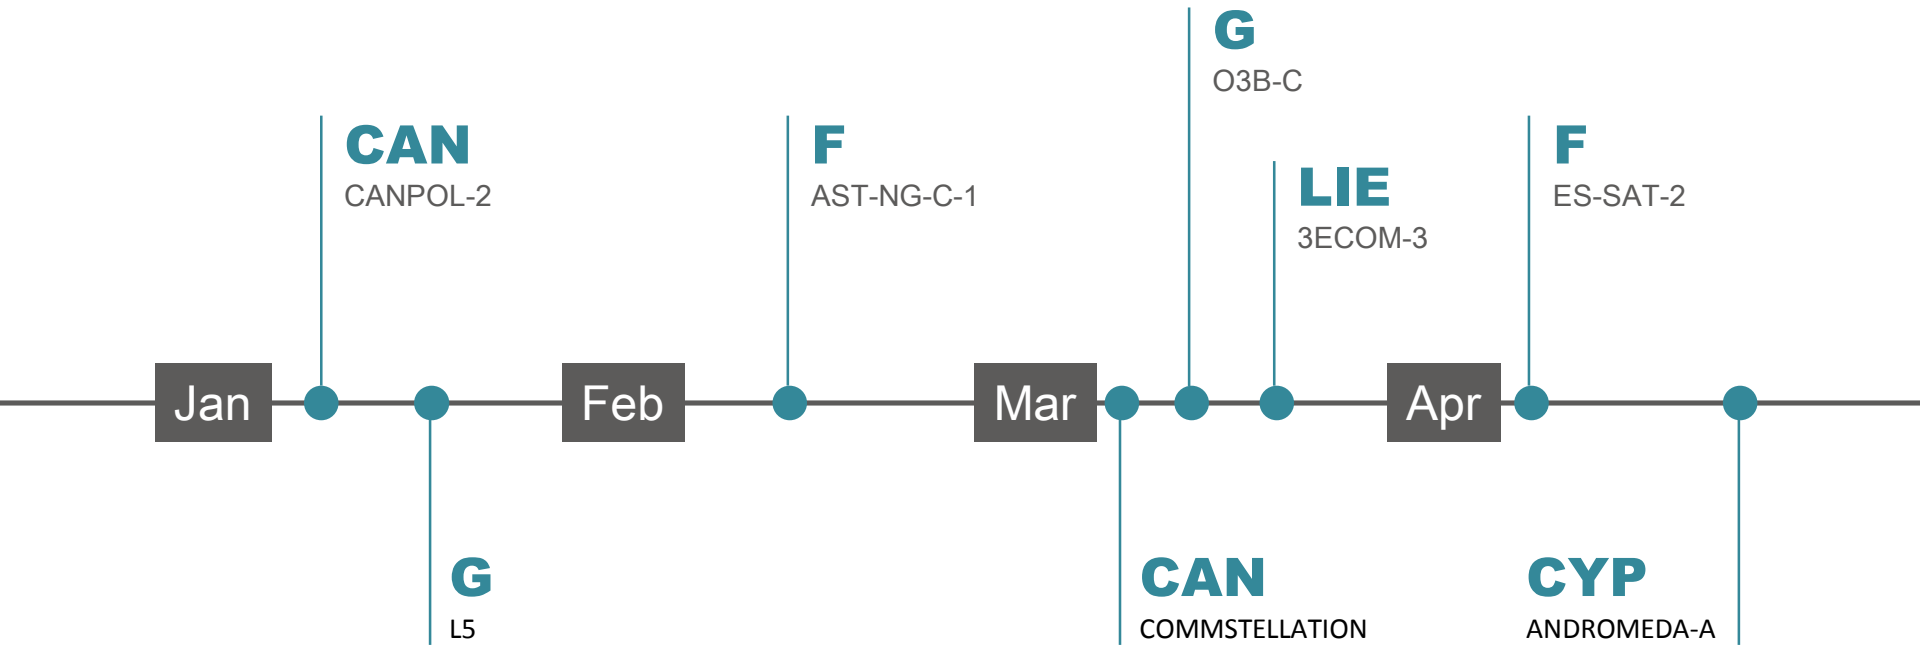 G
O3B-C
CAN
CANPOL-2
F
AST-NG-C-1
LIE
3ECOM-3
F
ES-SAT-2
Jan
Feb
Mar
Apr
G
L5
CAN
COMMSTELLATION
CYP
ANDROMEDA-A